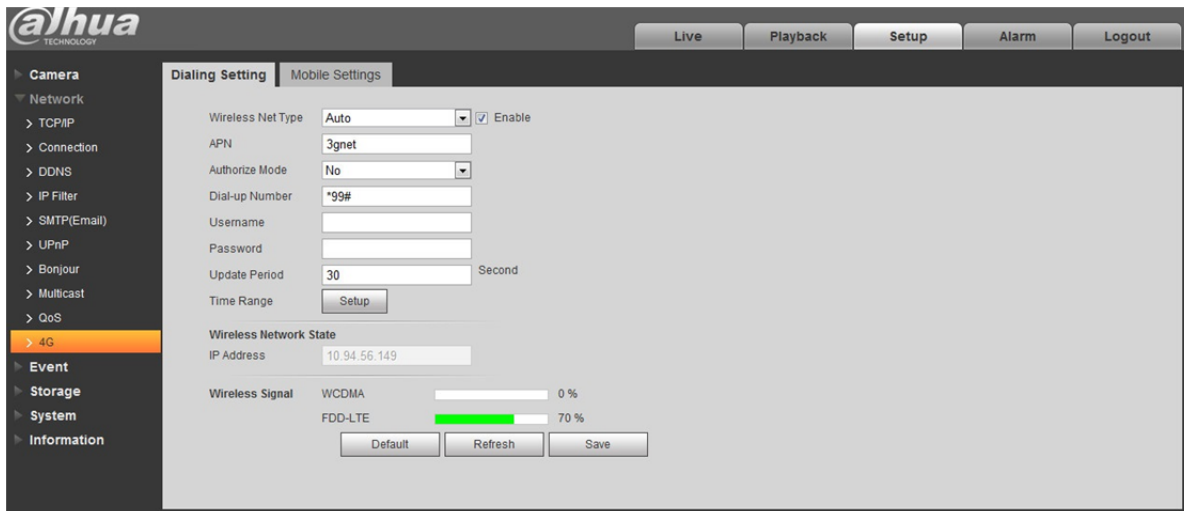 alhua
TECHNOLOGY
Live Playback Setup Alarm Logout
Camera
Network
TCP/IP
Connection
DDNS
IP Filter
SMTP(Email)
UPnP
Bonjour
Multicast
QoS
4G
Event
Storage
System
Information
Dialing Setting Mobile Settings
Wireless Net Type Auto Enable
APN 3gnet
Authorize Mode No
Dial-up Number *99#
Username
Password
Update Period 30 Second
Time Range Setup
Wireless Network State
IP Address 10.94.56.149
Wireless Signal WCDMA 0 %
FDD-LTE 70 %
Default Refresh Save